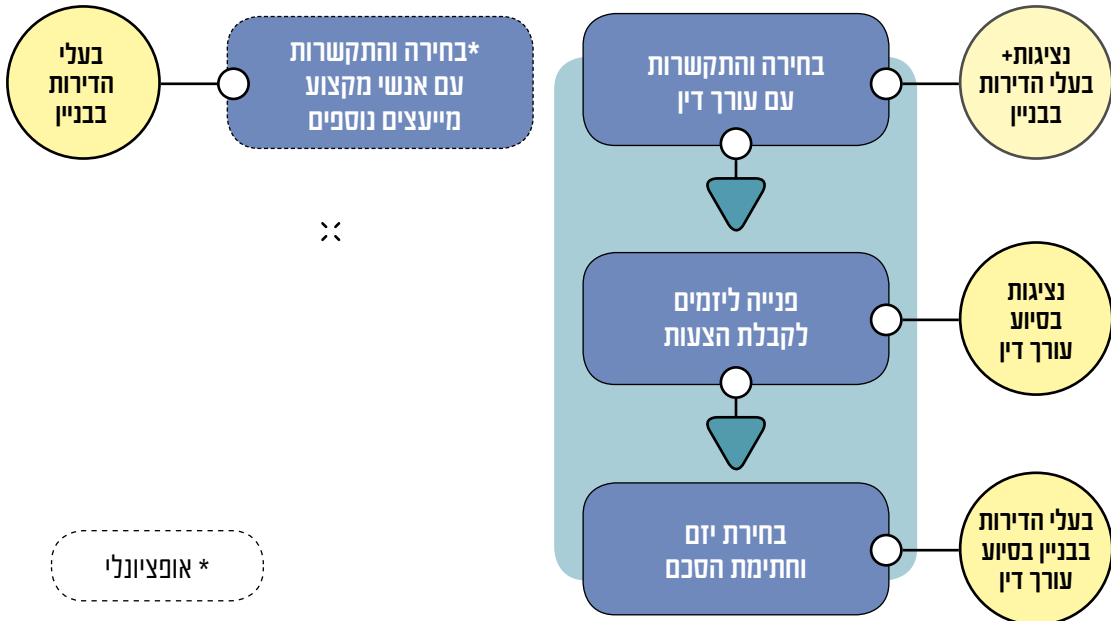 נציגות+
בעלי הדירות
בבניין
בחירה והתקשרות
עם עורך דין
*בחירה והתקשרות
עם אנשי מקצוע
מייעצים נוספים
בעלי
הדירות
בבניין
נציגות
בסיוע
עורך דין
פנייה ליזמים
לקבלת הצעות
בעלי הדירות
בבניין בסיוע
עורך דין
בחירת יזם
וחתימת הסכם
* אופציונלי